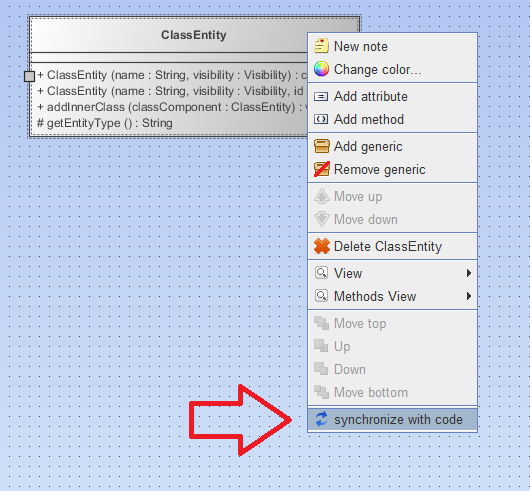 ClassEntity
+ ClassEntity (name : String, visibility : Visibility) : c
+ ClassEntity (name : String, visibility : Visibility, id
+ addInnerClass (classComponent : ClassEntity) :
# getEntityType () : String
New note
Change color...
Add attribute
Add method
Add generic
Remove generic
Move up
Move down
Delete ClassEntity
View
Methods View
Move top
Up
Down
Move bottom
synchronize with code